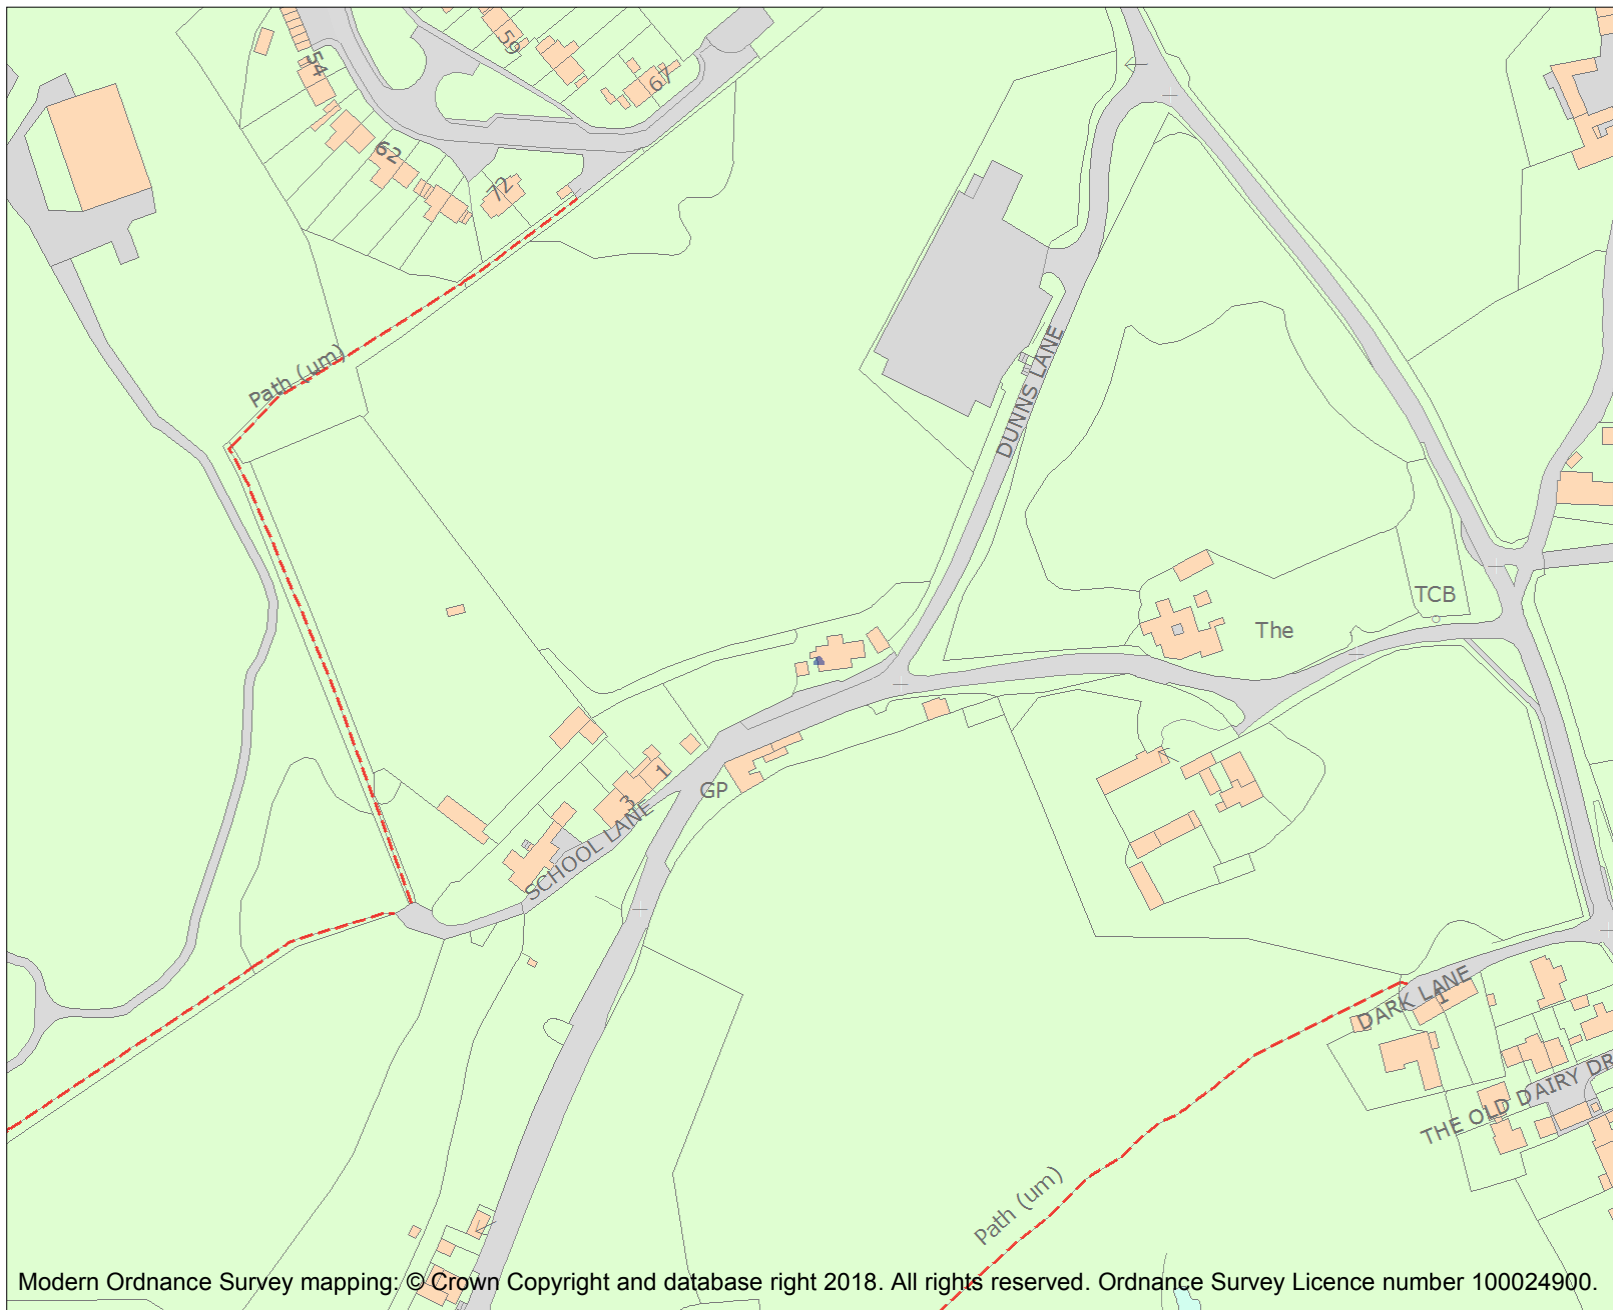 59
54
67
62
72
Path (um)
DUNNS LANE
TCB
The
1
3
GP
SCHOOL LANE
DARK LANE
1
THE OLD DAIRY DR
Path (um)
Modern Ordnance Survey mapping: © Crown Copyright and database right 2018. All rights reserved. Ordnance Survey Licence number 100024900.